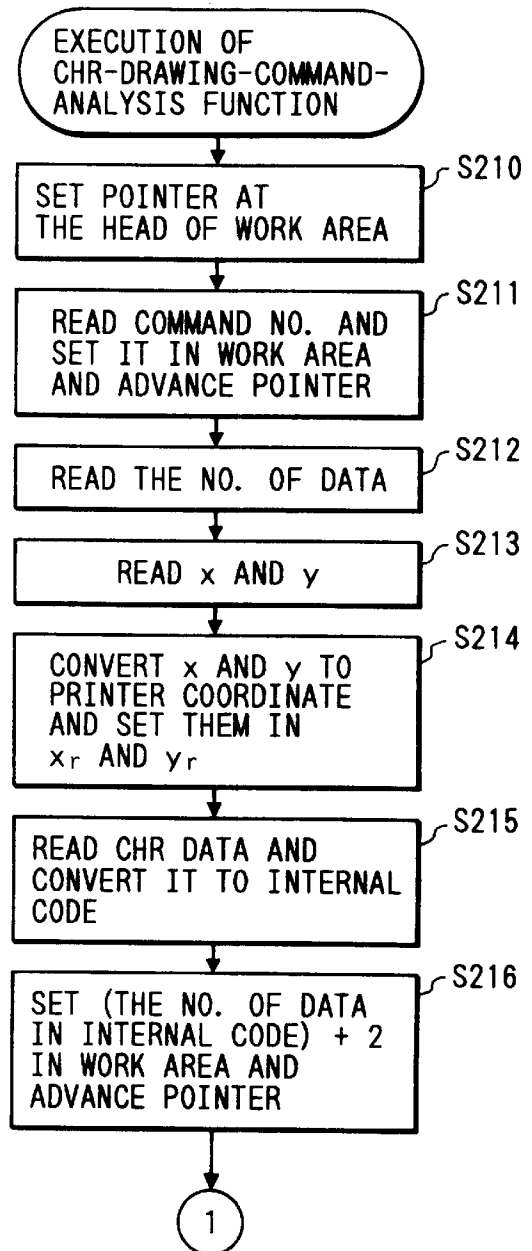 EXECUTION OF
CHR-DRAWING-COMMAND-
ANALYSIS FUNCTION
S210
SET POINTER AT
THE HEAD OF WORK AREA
S211
READ COMMAND NO. AND
SET IT IN WORK AREA
AND ADVANCE POINTER
S212
READ THE NO. OF DATA
S213
READ x AND y
S214
CONVERT x AND y TO
PRINTER COORDINATE
AND SET THEM IN
xr AND yr
S215
READ CHR DATA AND
CONVERT IT TO INTERNAL
CODE
S216
SET (THE NO. OF DATA
IN INTERNAL CODE) + 2
IN WORK AREA AND
ADVANCE POINTER
1